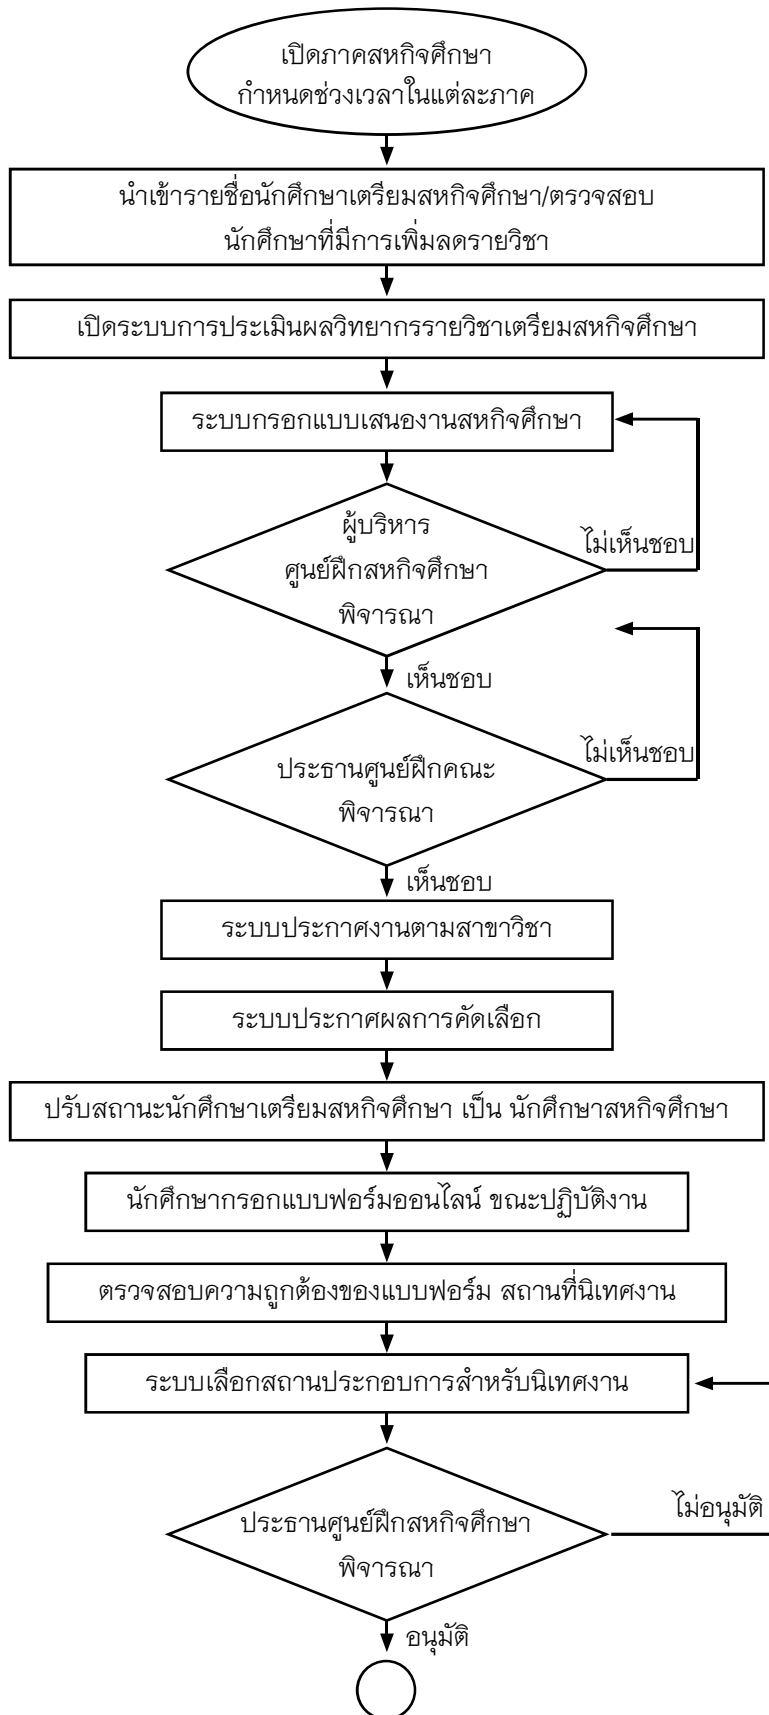 เปิดภาคสหกิจศึกษา
กำหนดช่วงเวลาในแต่ละภาค
นำเข้ารายชื่อนักศึกษาเตรียมสหกิจศึกษา/ตรวจสอบ
นักศึกษาที่มีการเพิ่มลดรายวิชา
เปิดระบบการประเมินผลวิทยากรรายวิชาเตรียมสหกิจศึกษา
ระบบกรอกแบบเสนองานสหกิจศึกษา
ผู้บริหาร
ศูนย์ฝึกสหกิจศึกษา
พิจารณา
ไม่เห็นชอบ
เห็นชอบ
ประธานศูนย์ฝึกคณะ
พิจารณา
ไม่เห็นชอบ
เห็นชอบ
ระบบประกาศงานตามสาขาวิชา
ระบบประกาศผลการคัดเลือก
ปรับสถานะนักศึกษาเตรียมสหกิจศึกษา เป็น นักศึกษาสหกิจศึกษา
นักศึกษากรอกแบบฟอร์มออนไลน์ ขณะปฏิบัติงาน
ตรวจสอบความถูกต้องของแบบฟอร์ม สถานที่นิเทศงาน
ระบบเลือกสถานประกอบการสำหรับนิเทศงาน
ประธานศูนย์ฝึกสหกิจศึกษา
พิจารณา
ไม่อนุมัติ
อนุมัติ